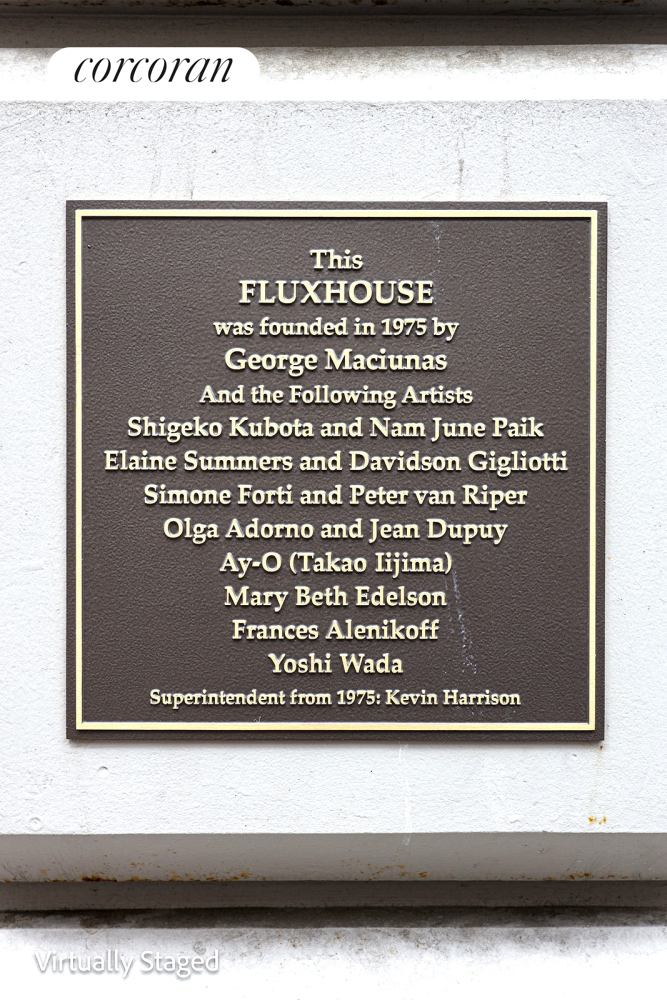 corcoran
This
FLUXHOUSE
was founded in 1975 by
George Maciunas
And the Following Artists
Shigeko Kubota and Nam June Paik
Elaine Summers and Davidson Gigliotti
Simone Forti and Peter van Riper
Olga Adorno and Jean Dupuy
Ay-O (Takao Iijima)
Mary Beth Edelson
Frances Alenikoff
Yoshi Wada
Superintendent from 1975: Kevin Harrison
Virtually Staged